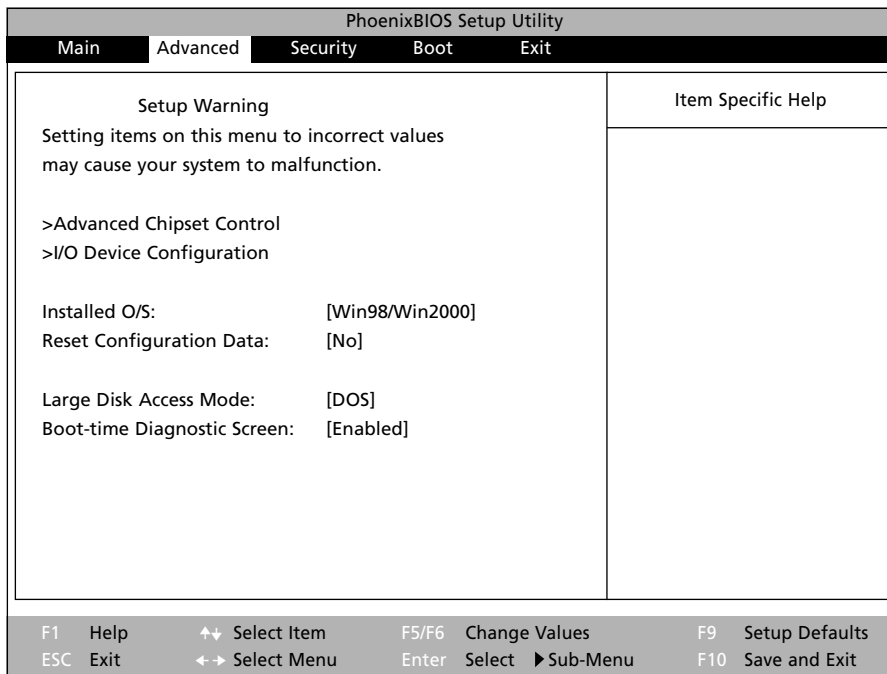 PhoenixBIOS Setup Utility
Main Advanced Security Boot Exit
Setup Warning
Setting items on this menu to incorrect values
may cause your system to malfunction.
>Advanced Chipset Control
>I/O Device Configuration
Installed O/S: [Win98/Win2000]
Reset Configuration Data: [No]
Large Disk Access Mode: [DOS]
Boot-time Diagnostic Screen: [Enabled]
Item Specific Help
F1 Help ↑↓ Select Item F5/F6 Change Values F9 Setup Defaults
ESC Exit ←→ Select Menu Enter Select ▶Sub-Menu F10 Save and Exit